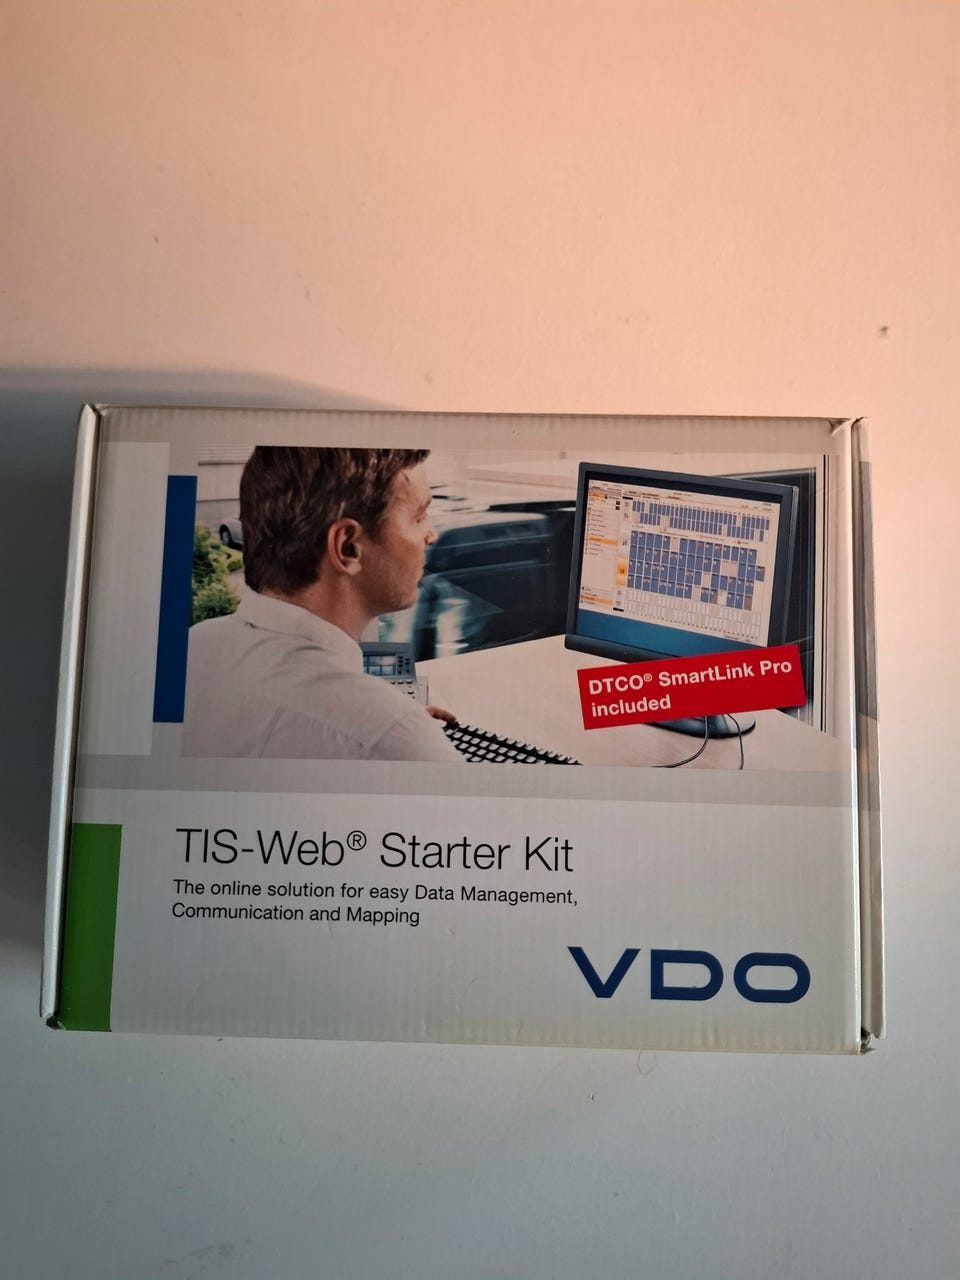 DTCO® SmartLink Pro
included
TIS-Web® Starter Kit
The online solution for easy Data Management,
Communication and Mapping
VDO